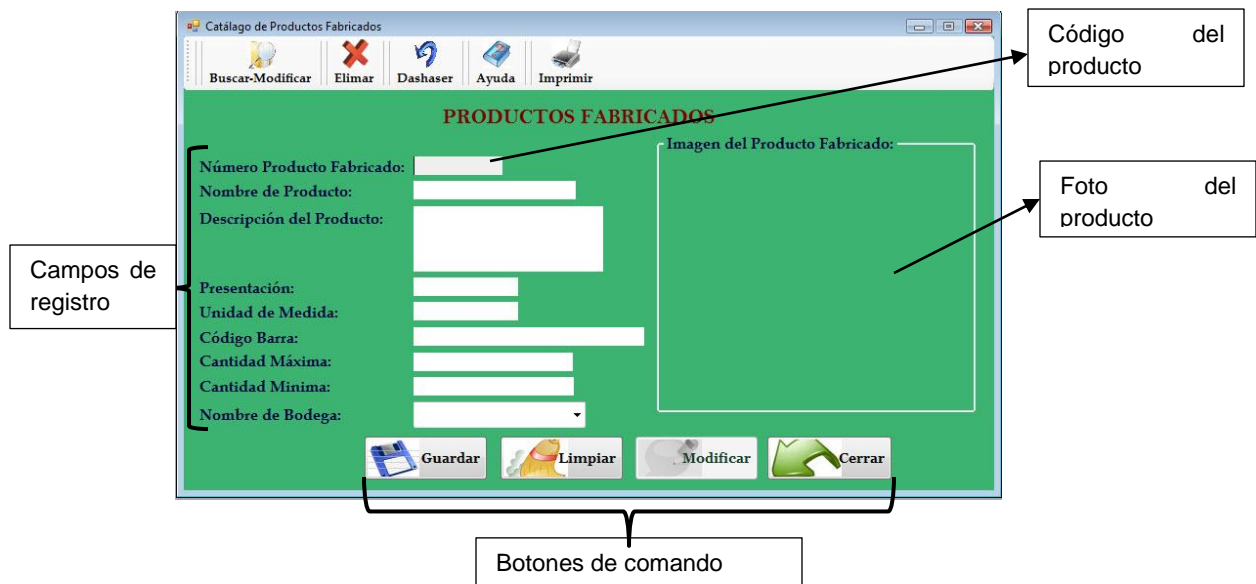 Catálago de Productos Fabricados
Buscar-Modificar Elimar Dashaser Ayuda Imprimir
PRODUCTOS FABRICADOS
Imagen del Producto Fabricado:
Número Producto Fabricado:
Nombre de Producto:
Descripción del Producto:
Presentación:
Unidad de Medida:
Código Barra:
Cantidad Máxima:
Cantidad Minima:
Nombre de Bodega:
Guardar Limpiar Modificar Cerrar
Código del
producto
Foto del
producto
Campos de
registro
Botones de comando